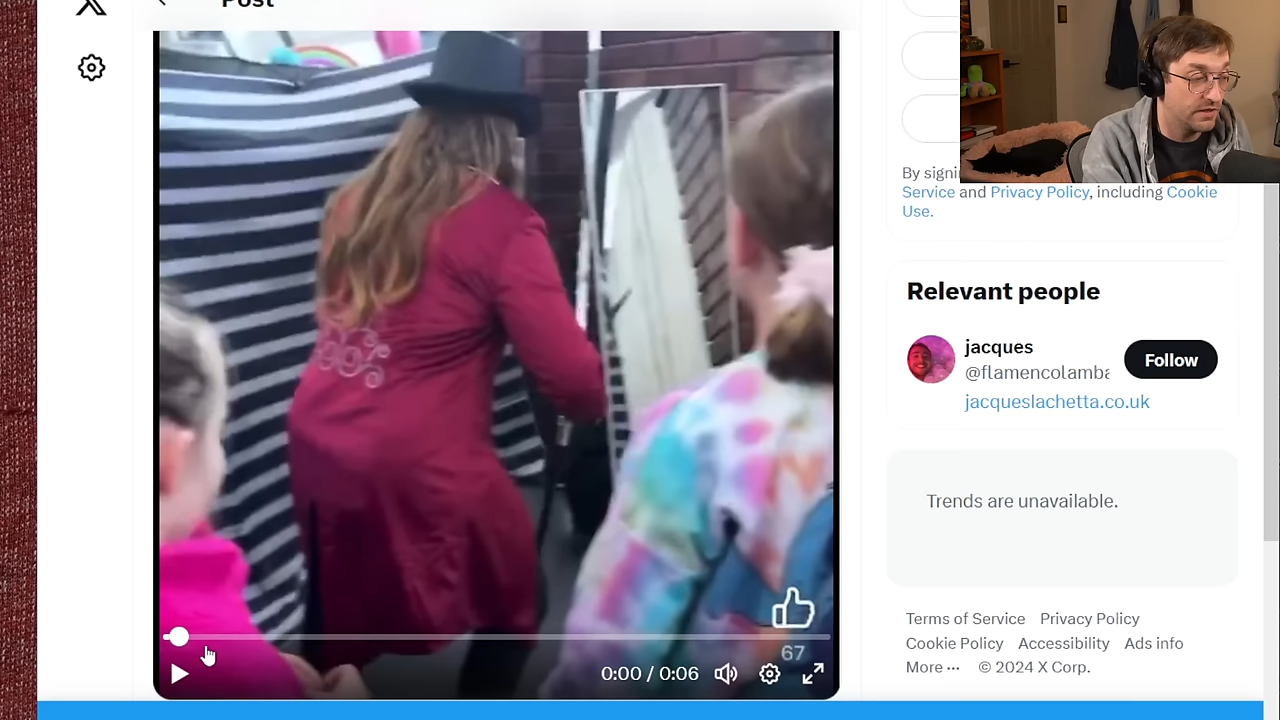 Post
By signi
Service and Privacy Policy, including Cookie
Use.
Relevant people
jacques
@flamencolamba
Follow
jacqueslachetta.co.uk
Trends are unavailable.
67
0:00 / 0:06
Terms of Service Privacy Policy
Cookie Policy Accessibility Ads info
More ··· © 2024 X Corp.